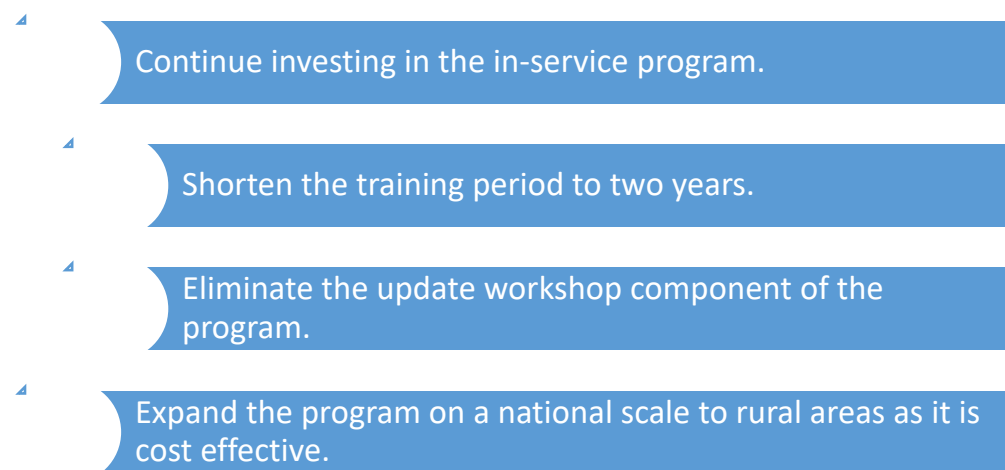 Continue investing in the in-service program.
Shorten the training period to two years.
Eliminate the update workshop component of the
program.
Expand the program on a national scale to rural areas as it is
cost effective.